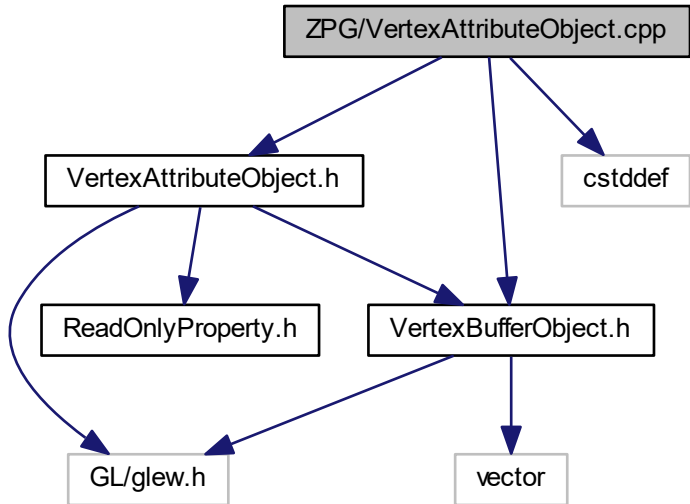 ZPG/VertexAttributeObject.cpp
VertexAttributeObject.h
cstddef
ReadOnlyProperty.h
VertexBufferObject.h
GL/glew.h
vector